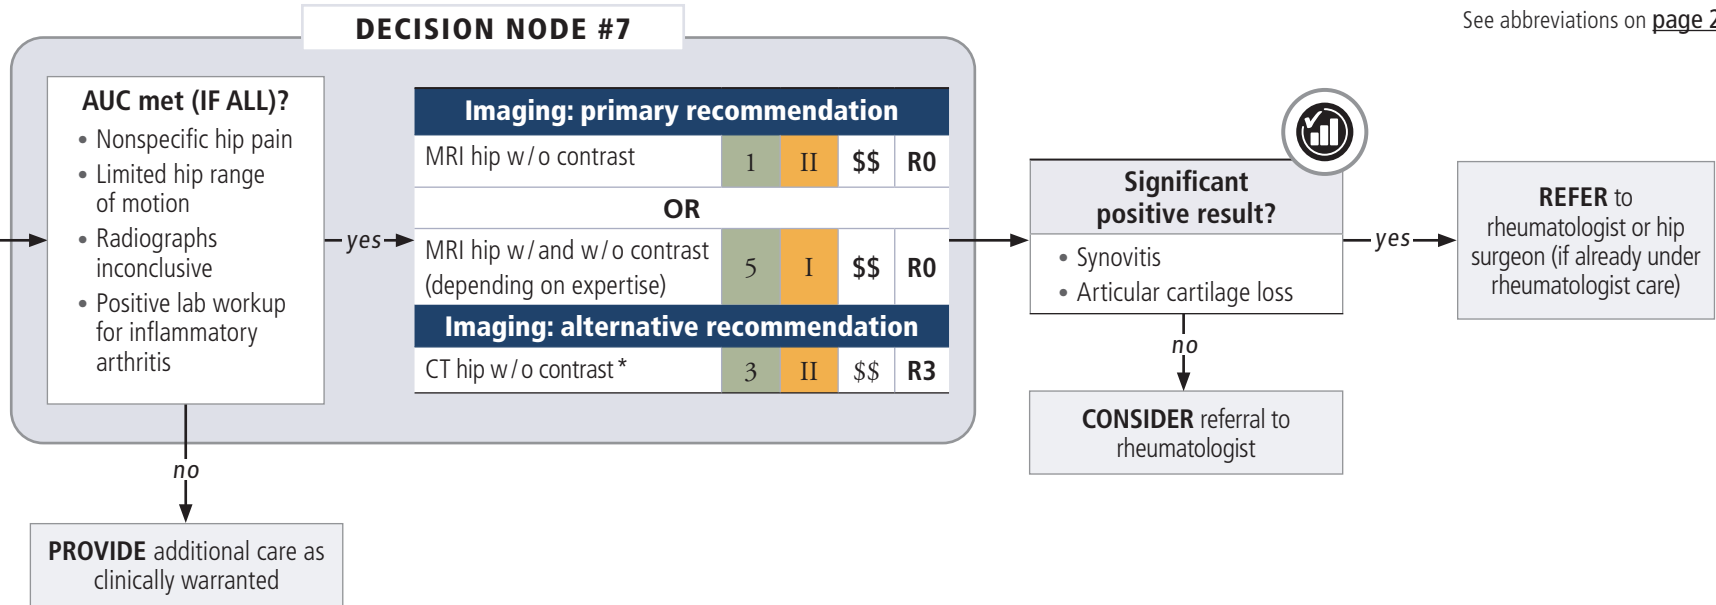 See abbreviations on page 2
DECISION NODE #7
AUC met (IF ALL)?
• Nonspecific hip pain
• Limited hip range
of motion
• Radiographs
inconclusive
• Positive lab workup
for inflammatory
arthritis
yes
Imaging: primary recommendation
MRI hip w/o contrast 1 II $$ R0
OR
MRI hip w/and w/o contrast
(depending on expertise) 5 I $$ R0
Imaging: alternative recommendation
CT hip w/o contrast* 3 II $$ R3
Significant
positive result?
• Synovitis
• Articular cartilage loss
yes
REFER to
rheumatologist or hip
surgeon (if already under
rheumatologist care)
no
CONSIDER referral to
rheumatologist
no
PROVIDE additional care as
clinically warranted